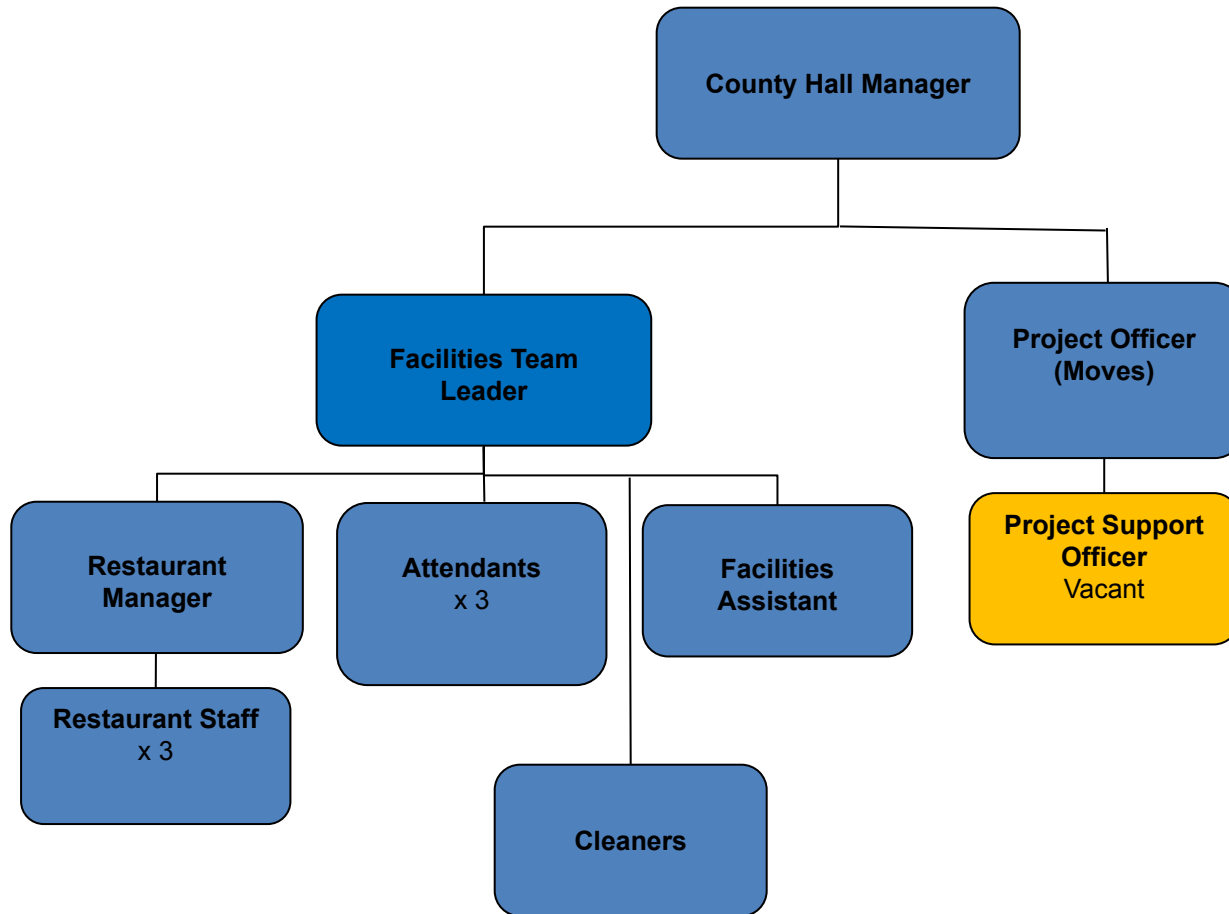 County Hall Manager
Facilities Team
Leader
Project Officer
(Moves)
Restaurant
Manager
Attendants
x 3
Facilities
Assistant
Project Support
Officer
Vacant
Restaurant Staff
x 3
Cleaners